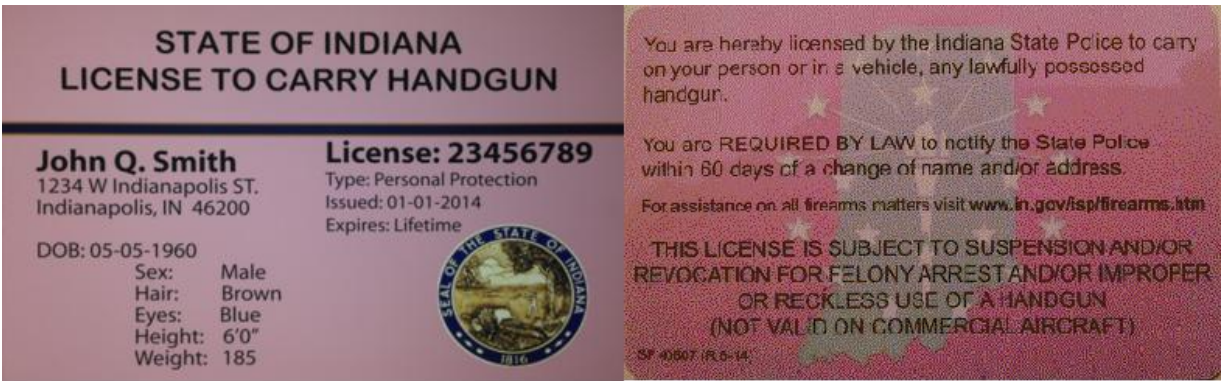 STATE OF INDIANA
LICENSE TO CARRY HANDGUN
John Q. Smith
1234 W Indianapolis ST.
Indianapolis, IN 46200
DOB: 05-05-1960
Sex: Male
Hair: Brown
Eyes: Blue
Height: 6'0"
Weight: 185
License: 23456789
Type: Personal Protection
Issued: 01-01-2014
Expires: Lifetime
SEAL OF THE STATE OF INDIANA
1816
You are hereby licensed by the Indiana State Police to carry
on your person or in a vehicle, any lawfully possessed
handgun.
You are REQUIRED BY LAW to notify the State Police
within 60 days of a change of name and/or address.
For assistance on all firearms matters visit www.in.gov/isp/firearms.htm
THIS LICENSE IS SUBJECT TO SUSPENSION AND/OR
REVOCATION FOR FELONY ARREST AND/OR IMPROPER
OR RECKLESS USE OF A HANDGUN
(NOT VALID ON COMMERCIAL AIRCRAFT)
SF 40607 (R.5-14)